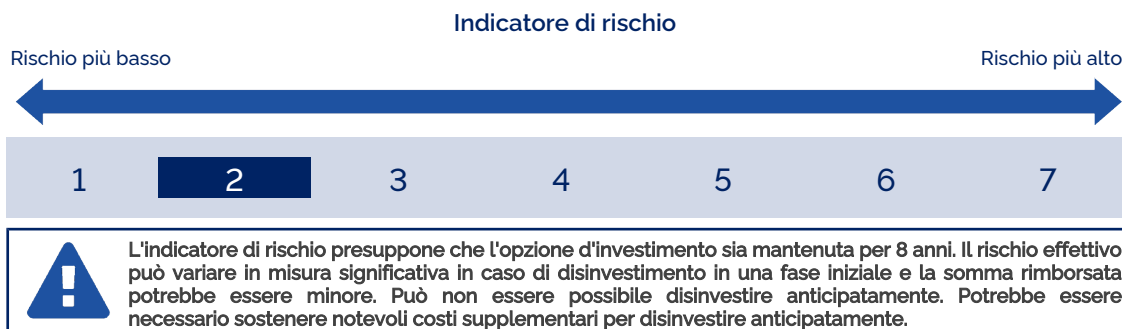 Indicatore di rischio
Rischio più basso
Rischio più alto
1 2 3 4 5 6 7
L'indicatore di rischio presuppone che l'opzione d'investimento sia mantenuta per 8 anni. Il rischio effettivo
può variare in misura significativa in caso di disinvestimento in una fase iniziale e la somma rimborsata
potrebbe essere minore. Può non essere possibile disinvestire anticipatamente. Potrebbe essere
necessario sostenere notevoli costi supplementari per disinvestire anticipatamente.